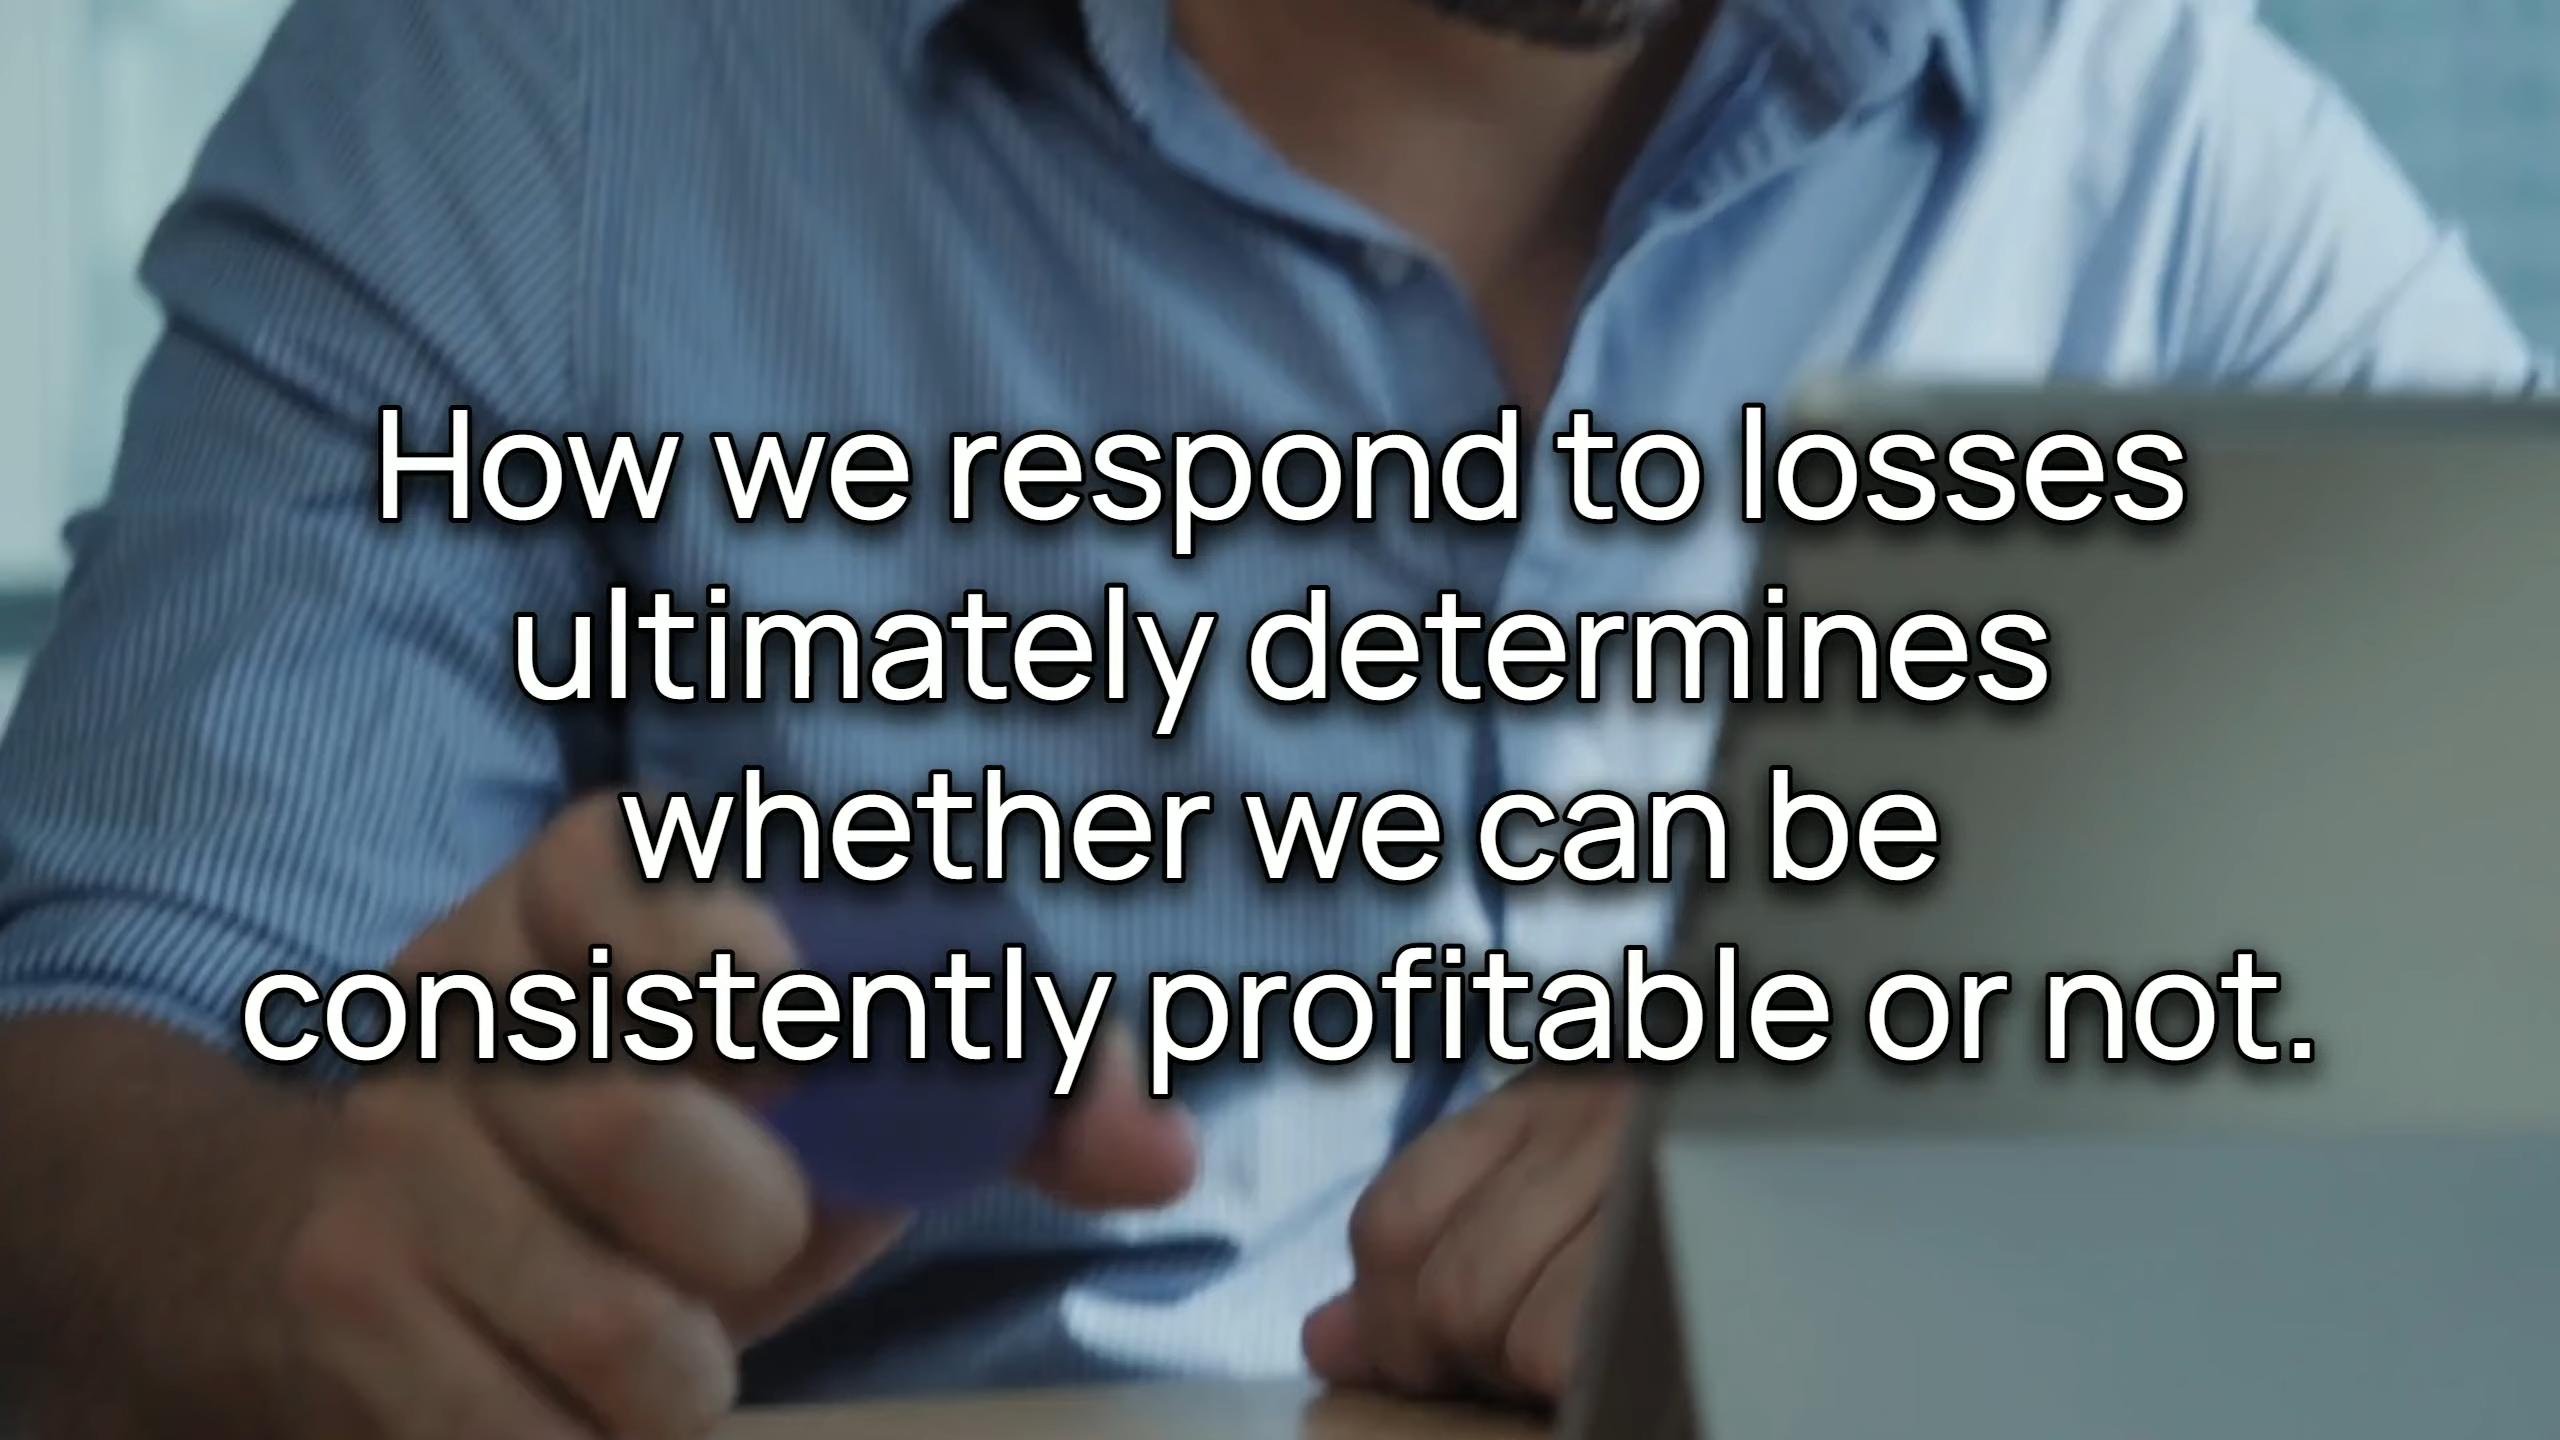 How we respond to losses
ultimately determines
whether we can be
consistently profitable or not.